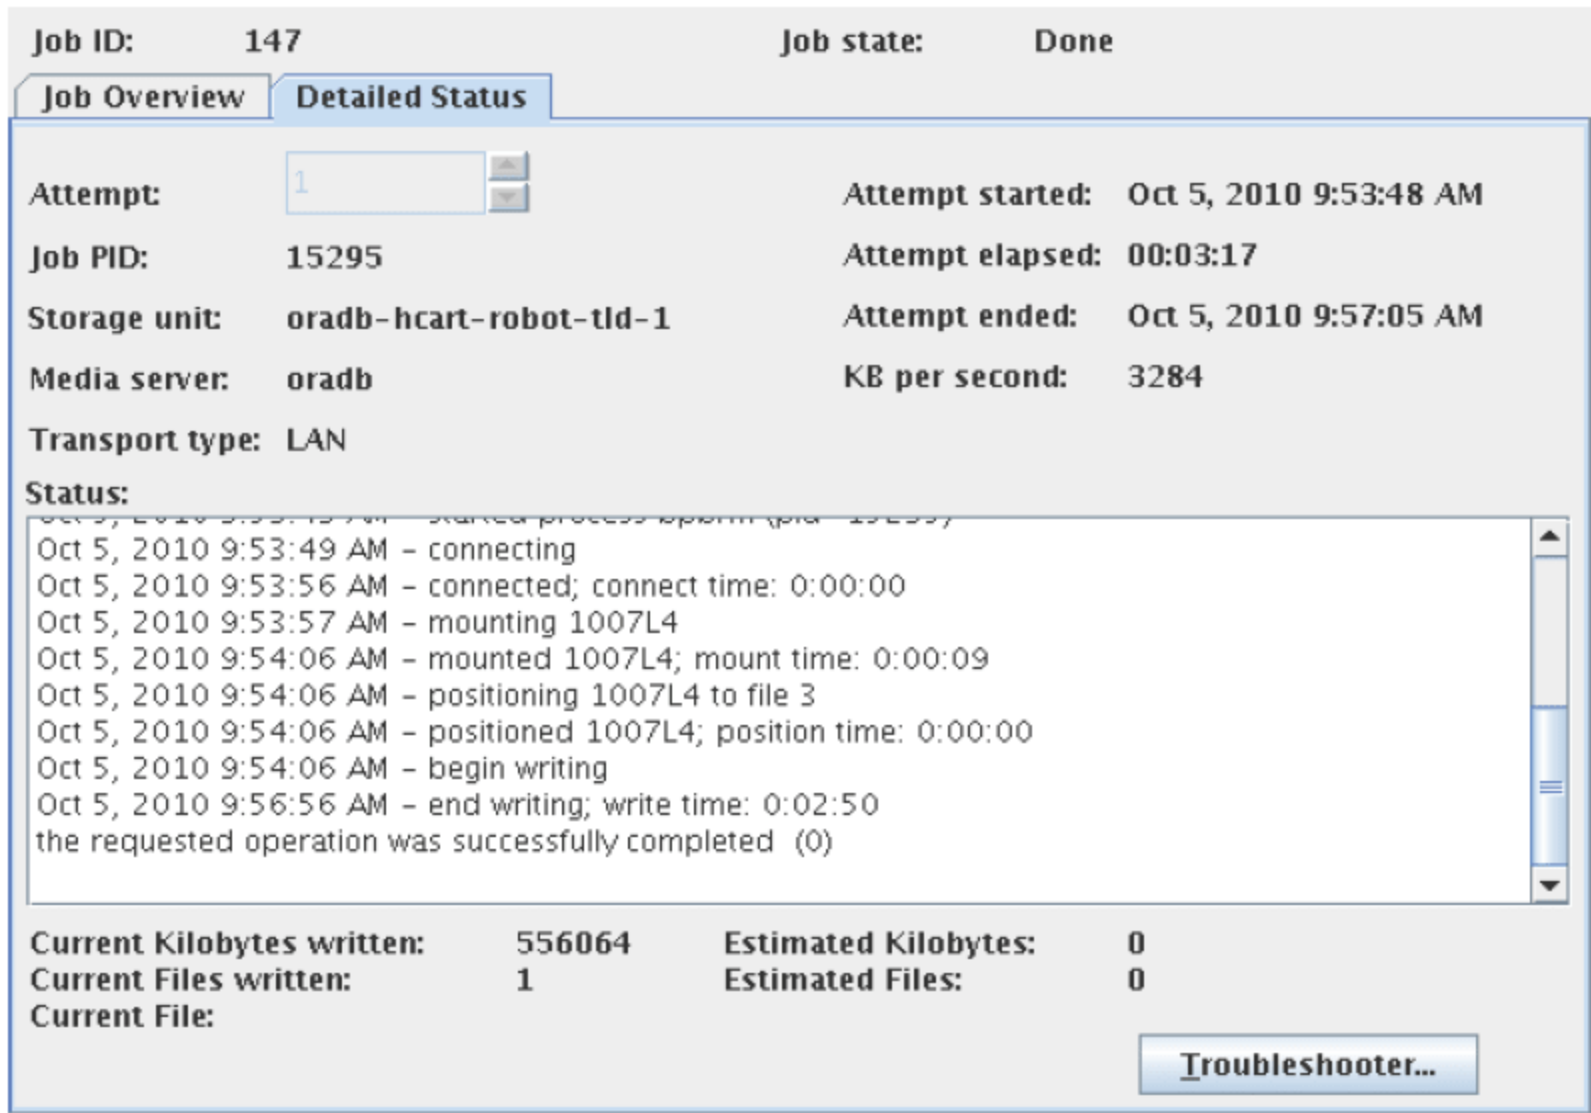 Job ID: 147 Job state: Done
Job Overview Detailed Status
Attempt: 1 Attempt started: Oct 5, 2010 9:53:48 AM
Job PID: 15295 Attempt elapsed: 00:03:17
Storage unit: oradb-hcart-robot-tld-1 Attempt ended: Oct 5, 2010 9:57:05 AM
Media server: oradb KB per second: 3284
Transport type: LAN
Status:
Oct 5, 2010 AM – started process bpbrm (pid
Oct 5, 2010 9:53:49 AM – connecting
Oct 5, 2010 9:53:56 AM – connected; connect time: 0:00:00
Oct 5, 2010 9:53:57 AM – mounting 1007L4
Oct 5, 2010 9:54:06 AM – mounted 1007L4; mount time: 0:00:09
Oct 5, 2010 9:54:06 AM – positioning 1007L4 to file 3
Oct 5, 2010 9:54:06 AM – positioned 1007L4; position time: 0:00:00
Oct 5, 2010 9:54:06 AM – begin writing
Oct 5, 2010 9:56:56 AM – end writing; write time: 0:02:50
the requested operation was successfully completed (0)
Current Kilobytes written: 556064 Estimated Kilobytes: 0
Current Files written: 1 Estimated Files: 0
Current File:
Troubleshooter...